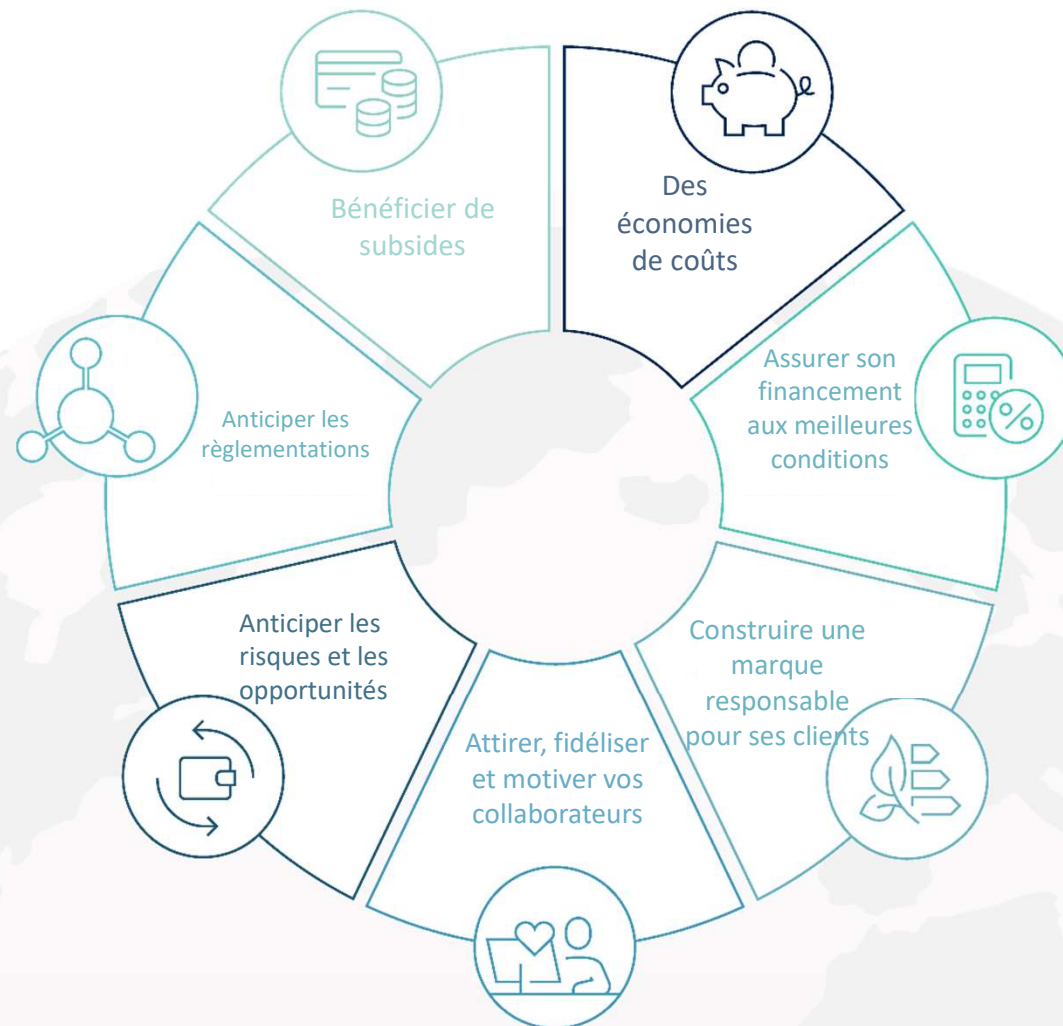 Bénéficier de
subsides
Des
économies
de coûts
Assurer son
financement
aux meilleures
conditions
Construire une
marque
responsable
pour ses clients
Attirer, fidéliser
et motiver vos
collaborateurs
Anticiper les
risques et les
opportunités
Anticiper les
règlementations
%